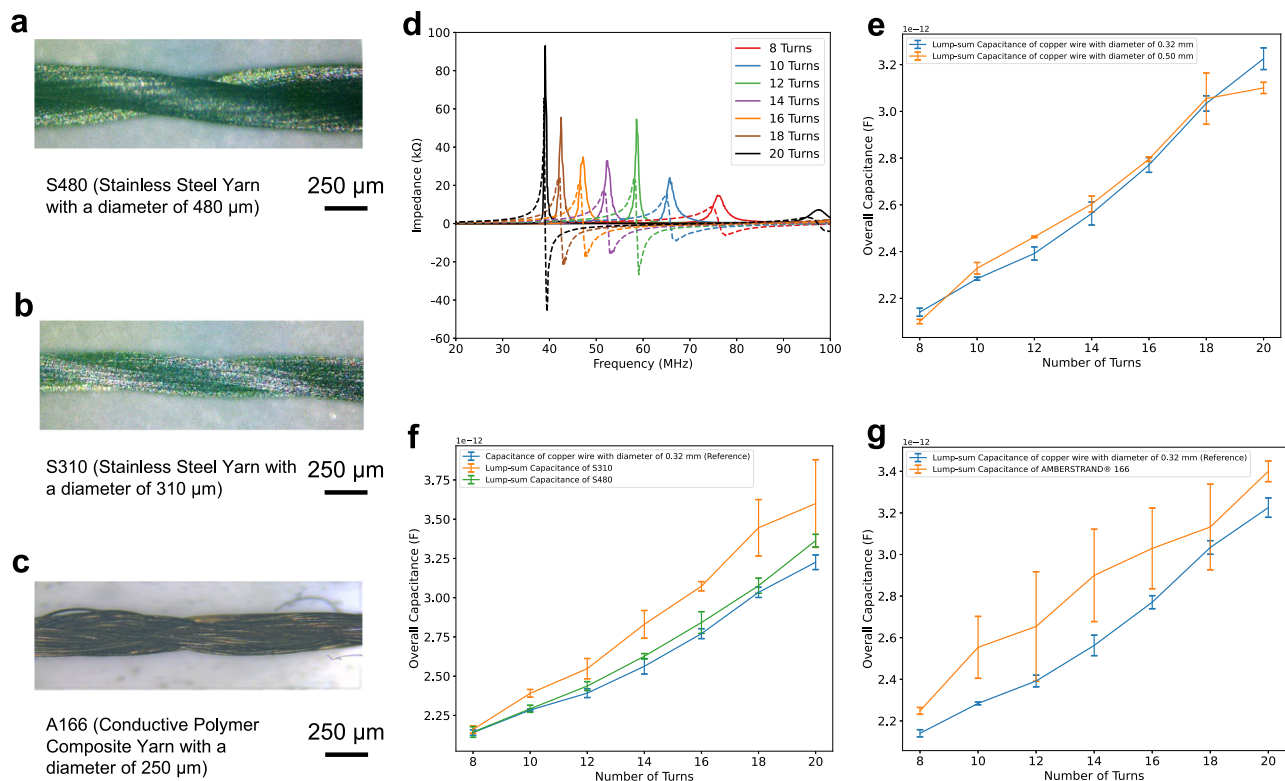 a
S480 (Stainless Steel Yarn
with a diameter of 480 μm)
250 μm
b
S310 (Stainless Steel Yarn with
a diameter of 310 μm)
250 μm
c
A166 (Conductive Polymer
Composite Yarn with a
diameter of 250 μm)
250 μm
d
100
80
60
40
20
0
-20
-40
-60
Impedance (kΩ)
8 Turns
10 Turns
12 Turns
14 Turns
16 Turns
18 Turns
20 Turns
20 30 40 50 60 70 80 90 100
Frequency (MHz)
e
1e-12
Lump-sum Capacitance of copper wire with diameter of 0.32 mm
Lump-sum Capacitance of copper wire with diameter of 0.50 mm
3.2
3.0
2.8
2.6
2.4
2.2
Overall Capacitance (F)
8 10 12 14 16 18 20
Number of Turns
f
1e-12
Capacitance of copper wire with diameter of 0.32 mm (Reference)
Lump-sum Capacitance of S310
Lump-sum Capacitance of S480
3.75
3.50
3.25
3.00
2.75
2.50
2.25
Overall Capacitance (F)
8 10 12 14 16 18 20
Number of Turns
g
1e-12
Lump-sum Capacitance of copper wire with diameter of 0.32 mm (Reference)
Lump-sum Capacitance of AMBERSTRAND® 166
3.4
3.2
3.0
2.8
2.6
2.4
2.2
Overall Capacitance (F)
8 10 12 14 16 18 20
Number of Turns